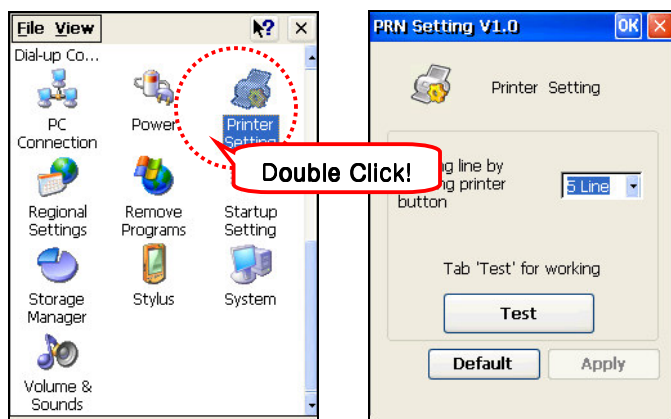 File View
?
×
Dial-up Co...
PC
Connection
Power
Printer
Setting
Regional
Settings
Remove
Programs
Startup
Setting
Storage
Manager
Stylus
System
Volume &
Sounds
Double Click!
PRN Setting V1.0
OK
×
Printer Setting
line by
printer
button
5 Line
Tab 'Test' for working
Test
Default
Apply